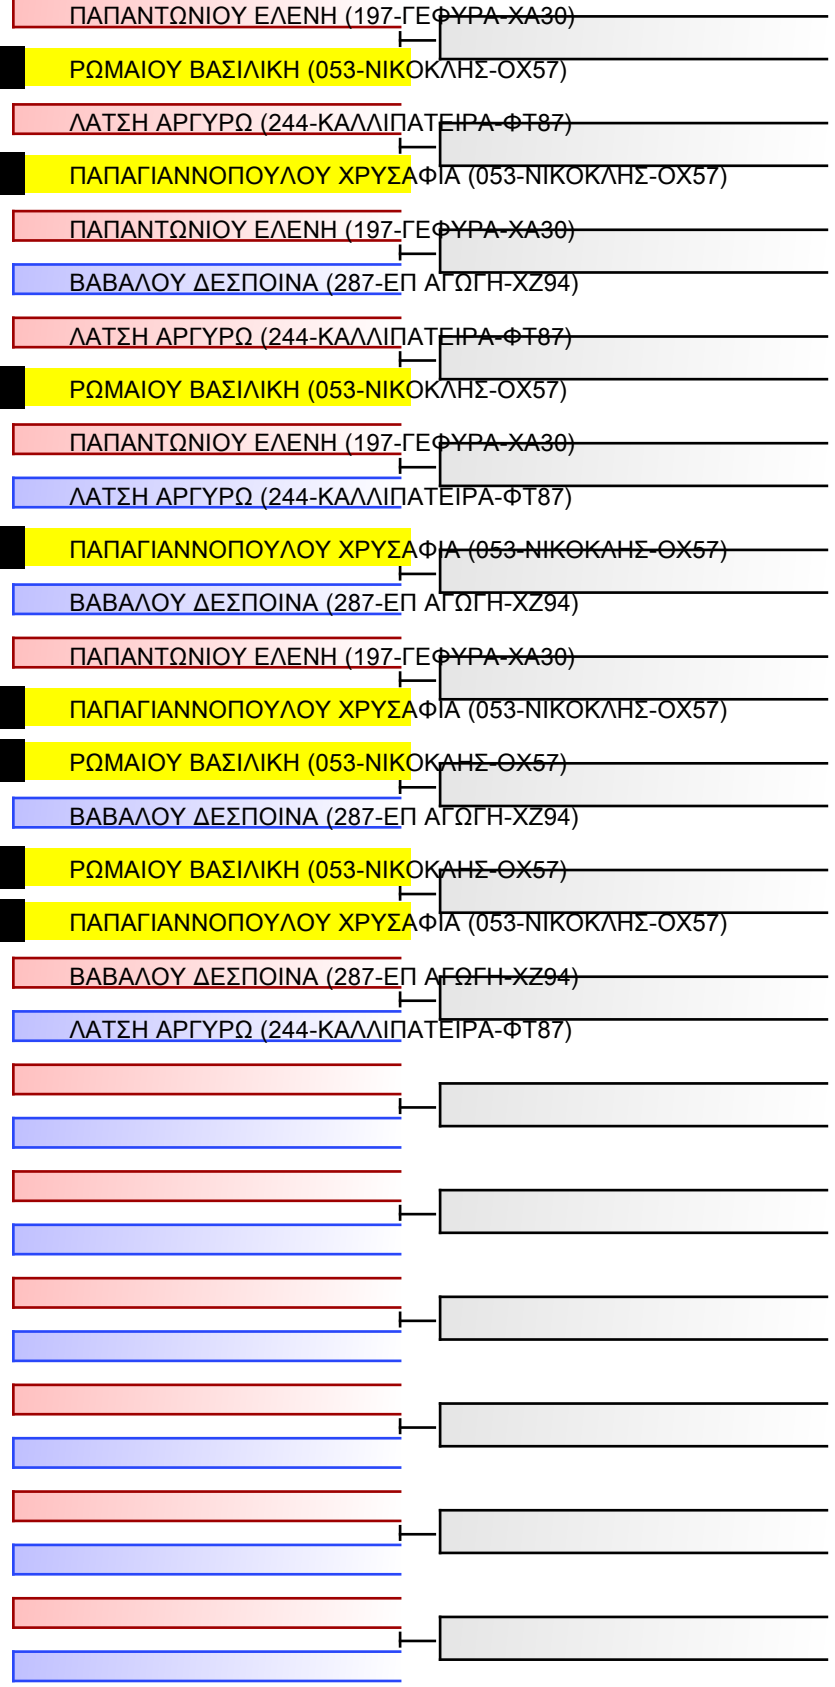 ΠΑΠΑΝΤΩΝΙΟΥ ΕΛΕΝΗ (197-ΓΕΦΥΡΑ-ΧΑ30)
ΡΩΜΑΙΟΥ ΒΑΣΙΛΙΚΗ (053-ΝΙΚΟΚΛΗΣ-ΟΧ57)
ΛΑΤΣΗ ΑΡΓΥΡΩ (244-ΚΑΛΛΙΠΑΤΕΙΡΑ-ΦΤ87)
ΠΑΠΑΓΙΑΝΝΟΠΟΥΛΟΥ ΧΡΥΣΑΦΙΑ (053-ΝΙΚΟΚΛΗΣ-ΟΧ57)
ΠΑΠΑΝΤΩΝΙΟΥ ΕΛΕΝΗ (197-ΓΕΦΥΡΑ-ΧΑ30)
ΒΑΒΑΛΟΥ ΔΕΣΠΟΙΝΑ (287-ΕΠ ΑΓΩΓΗ-ΧΖ94)
ΛΑΤΣΗ ΑΡΓΥΡΩ (244-ΚΑΛΛΙΠΑΤΕΙΡΑ-ΦΤ87)
ΡΩΜΑΙΟΥ ΒΑΣΙΛΙΚΗ (053-ΝΙΚΟΚΛΗΣ-ΟΧ57)
ΠΑΠΑΝΤΩΝΙΟΥ ΕΛΕΝΗ (197-ΓΕΦΥΡΑ-ΧΑ30)
ΛΑΤΣΗ ΑΡΓΥΡΩ (244-ΚΑΛΛΙΠΑΤΕΙΡΑ-ΦΤ87)
ΠΑΠΑΓΙΑΝΝΟΠΟΥΛΟΥ ΧΡΥΣΑΦΙΑ (053-ΝΙΚΟΚΛΗΣ-ΟΧ57)
ΒΑΒΑΛΟΥ ΔΕΣΠΟΙΝΑ (287-ΕΠ ΑΓΩΓΗ-ΧΖ94)
ΠΑΠΑΝΤΩΝΙΟΥ ΕΛΕΝΗ (197-ΓΕΦΥΡΑ-ΧΑ30)
ΠΑΠΑΓΙΑΝΝΟΠΟΥΛΟΥ ΧΡΥΣΑΦΙΑ (053-ΝΙΚΟΚΛΗΣ-ΟΧ57)
ΡΩΜΑΙΟΥ ΒΑΣΙΛΙΚΗ (053-ΝΙΚΟΚΛΗΣ-ΟΧ57)
ΒΑΒΑΛΟΥ ΔΕΣΠΟΙΝΑ (287-ΕΠ ΑΓΩΓΗ-ΧΖ94)
ΡΩΜΑΙΟΥ ΒΑΣΙΛΙΚΗ (053-ΝΙΚΟΚΛΗΣ-ΟΧ57)
ΠΑΠΑΓΙΑΝΝΟΠΟΥΛΟΥ ΧΡΥΣΑΦΙΑ (053-ΝΙΚΟΚΛΗΣ-ΟΧ57)
ΒΑΒΑΛΟΥ ΔΕΣΠΟΙΝΑ (287-ΕΠ ΑΓΩΓΗ-ΧΖ94)
ΛΑΤΣΗ ΑΡΓΥΡΩ (244-ΚΑΛΛΙΠΑΤΕΙΡΑ-ΦΤ87)